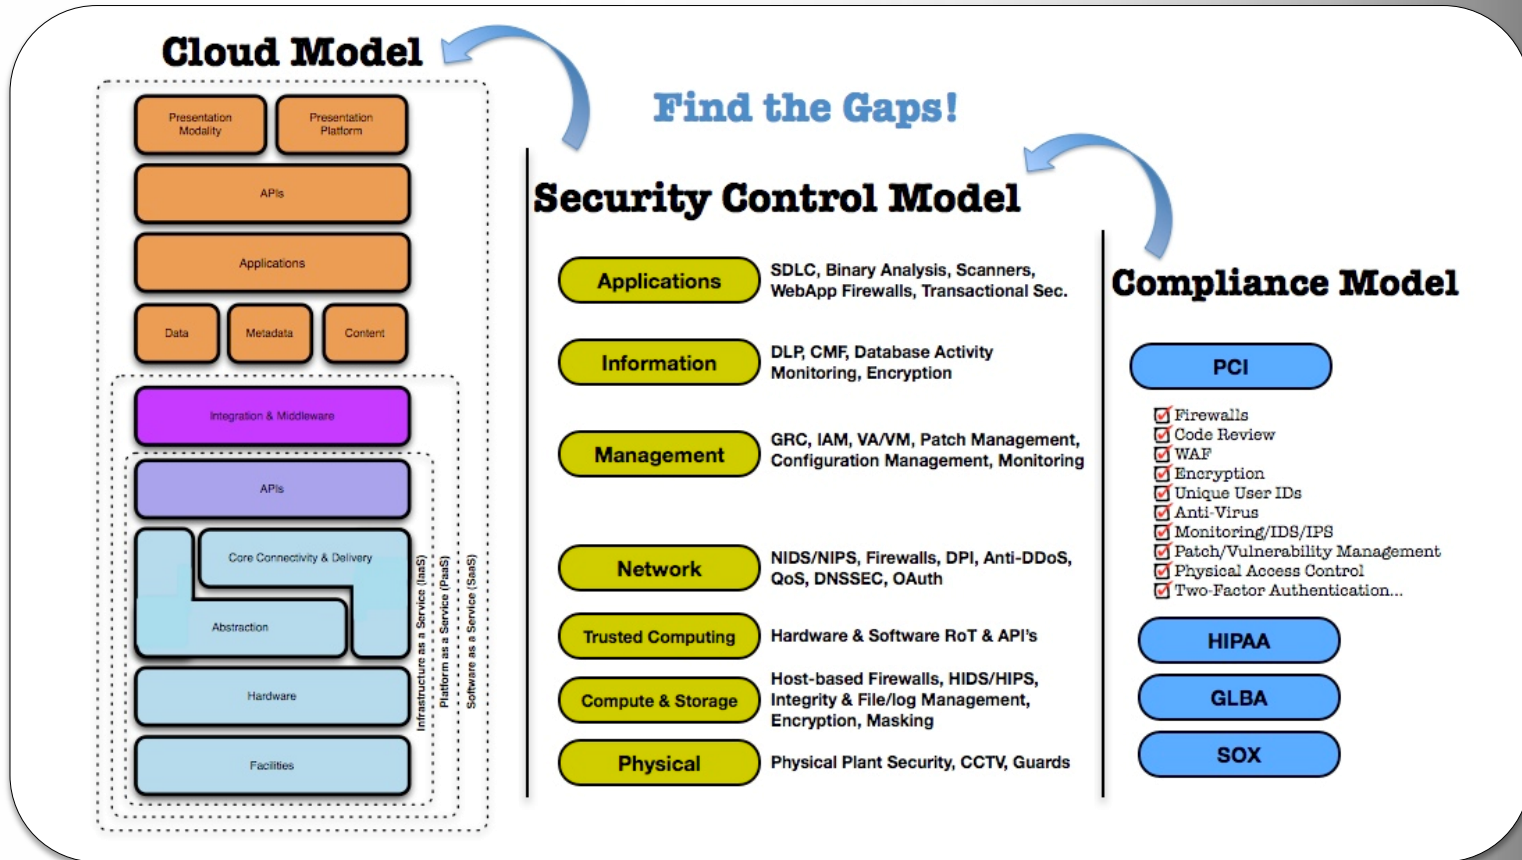 Cloud Model
Find the Gaps!
Presentation
Modality
Presentation
Platform
APIs
Applications
Data
Metadata
Content
Integration & Middleware
APIs
Core Connectivity & Delivery
Abstraction
Hardware
Facilities
Infrastructure as a Service (IaaS)
Platform as a Service (PaaS)
Software as a Service (SaaS)
Security Control Model
Applications
SDLC, Binary Analysis, Scanners,
WebApp Firewalls, Transactional Sec.
Information
DLP, CMF, Database Activity
Monitoring, Encryption
Management
GRC, IAM, VA/VM, Patch Management,
Configuration Management, Monitoring
Network
NIDS/NIPS, Firewalls, DPI, Anti-DDoS,
QoS, DNSSEC, OAuth
Trusted Computing
Hardware & Software RoT & API's
Compute & Storage
Host-based Firewalls, HIDS/HIPS,
Integrity & File/log Management,
Encryption, Masking
Physical
Physical Plant Security, CCTV, Guards
Compliance Model
PCI
Firewalls
Code Review
WAF
Encryption
Unique User IDs
Anti-Virus
Monitoring/IDS/IPS
Patch/Vulnerability Management
Physical Access Control
Two-Factor Authentication...
HIPAA
GLBA
SOX